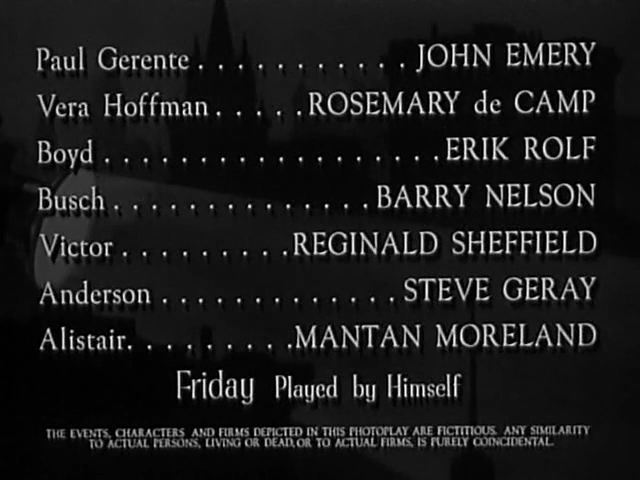 Paul Gerente . . . . . . . . . . . JOHN EMERY
Vera Hoffman . . . . . ROSEMARY de CAMP
Boyd . . . . . . . . . . . . . . . . . . ERIK ROLF
Busch . . . . . . . . . . . . . . BARRY NELSON
Victor . . . . . . . . . REGINALD SHEFFIELD
Anderson . . . . . . . . . . . . . STEVE GERAY
Alistair. . . . . . . . . MANTAN MORELAND
Friday Played by Himself
THE EVENTS, CHARACTERS AND FIRMS DEPICTED IN THIS PHOTOPLAY ARE FICTITIOUS. ANY SIMILARITY
TO ACTUAL PERSONS, LIVING OR DEAD, OR TO ACTUAL FIRMS, IS PURELY COINCIDENTAL.